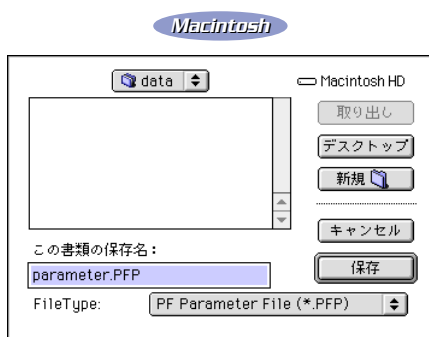 Macintosh
data
Macintosh HD
取り出し
デスクトップ
新規
キャンセル
この書類の保存名：
保存
parameter.PFP
FileType:
PF Parameter File (*.PFP)